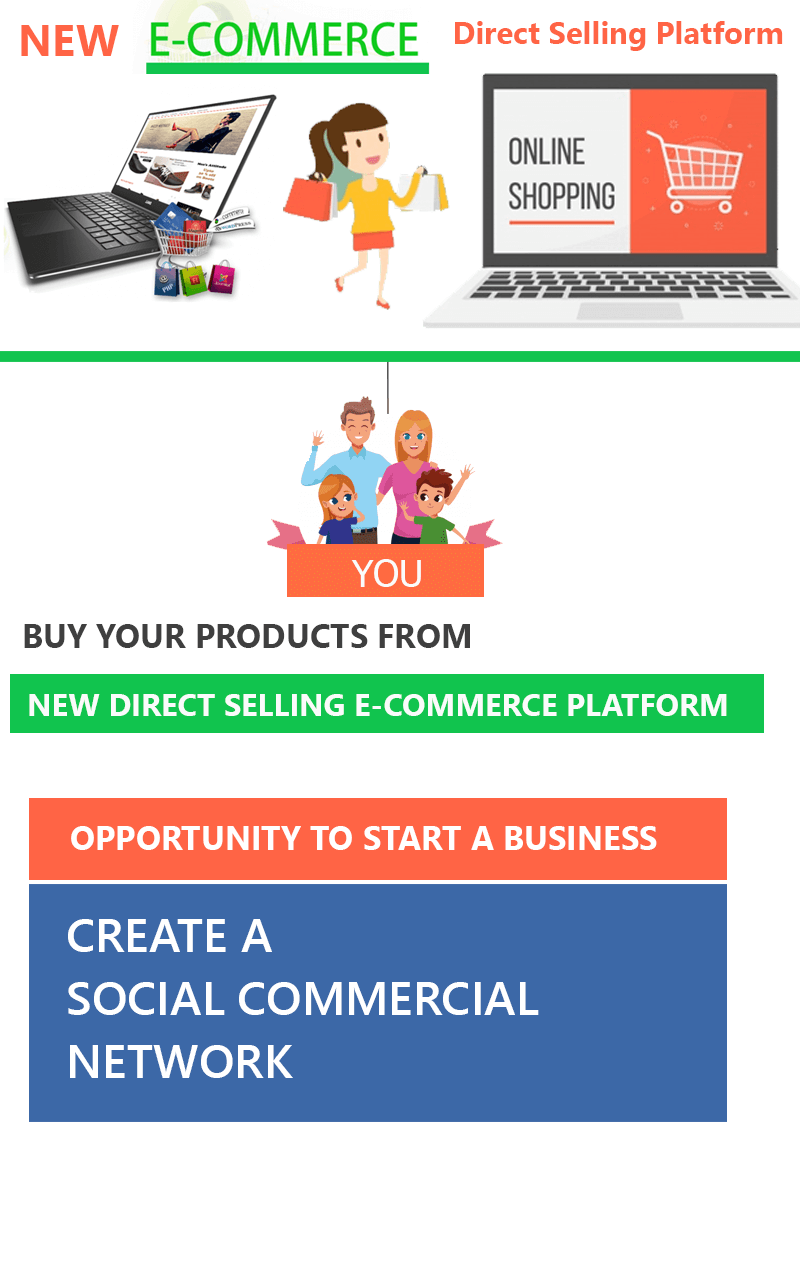 NEW E-COMMERCE Direct Selling Platform
ONLINE
SHOPPING
YOU
BUY YOUR PRODUCTS FROM
NEW DIRECT SELLING E-COMMERCE PLATFORM
OPPORTUNITY TO START A BUSINESS
CREATE A
SOCIAL COMMERCIAL
NETWORK